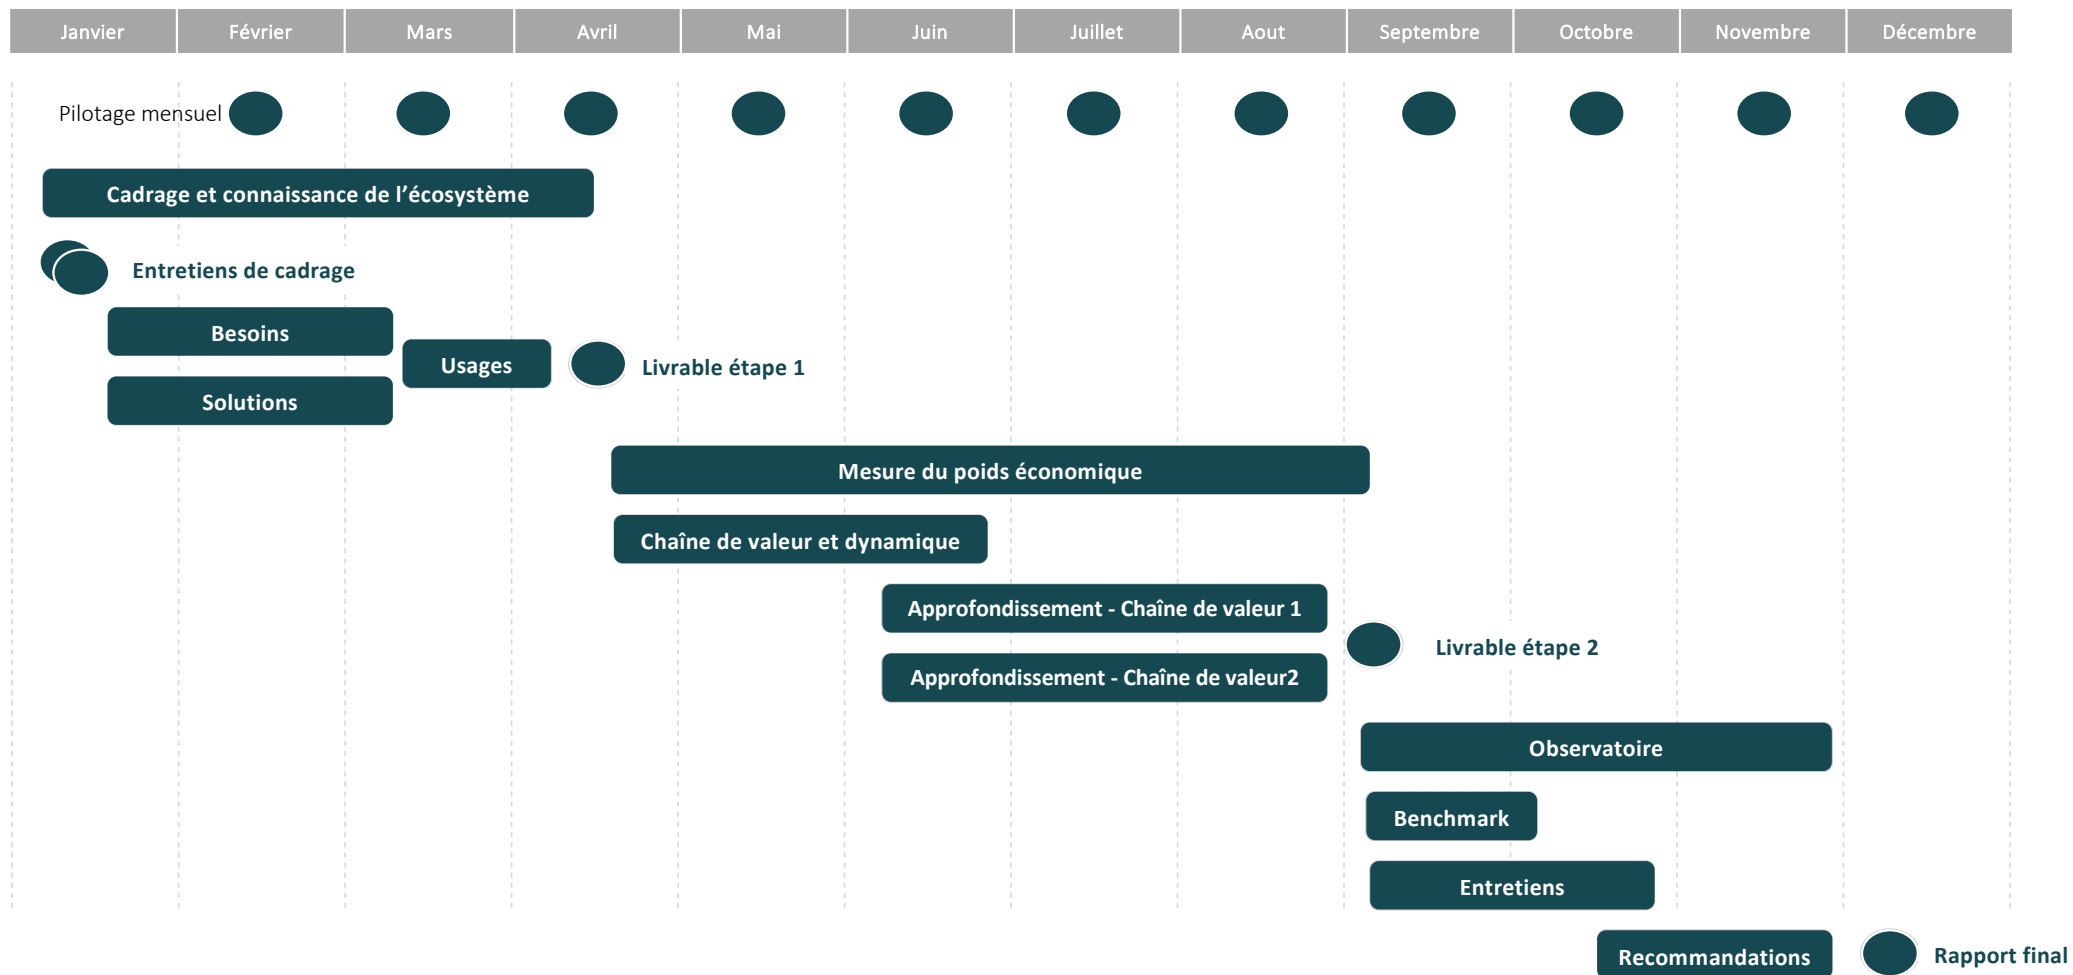 Janvier Février Mars Avril Mai Juin Juillet Aout Septembre Octobre Novembre Décembre
Pilotage mensuel
Cadrage et connaissance de l’écosystème
Entretiens de cadrage
Besoins
Usages
Livrable étape 1
Solutions
Mesure du poids économique
Chaîne de valeur et dynamique
Approfondissement - Chaîne de valeur 1
Livrable étape 2
Approfondissement - Chaîne de valeur2
Observatoire
Benchmark
Entretiens
Recommandations
Rapport final